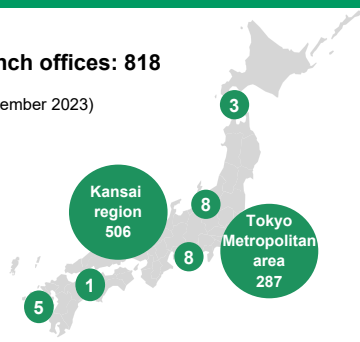 nch offices: 818
ember 2023)
3
Kansai
region
506
8
Tokyo
Metropolitan
area
287
8
1
5